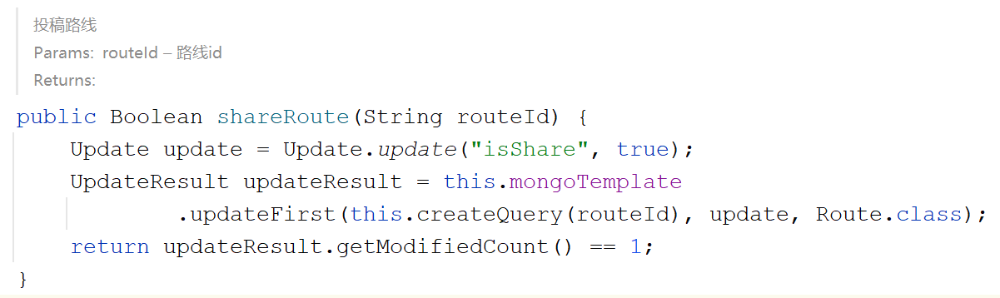 投稿路线
Params: routeId – 路线id
Returns:
public Boolean shareRoute(String routeId) {
    Update update = Update.update("isShare", true);
    UpdateResult updateResult = this.mongoTemplate
            .updateFirst(this.createQuery(routeId), update, Route.class);
    return updateResult.getModifiedCount() == 1;
}